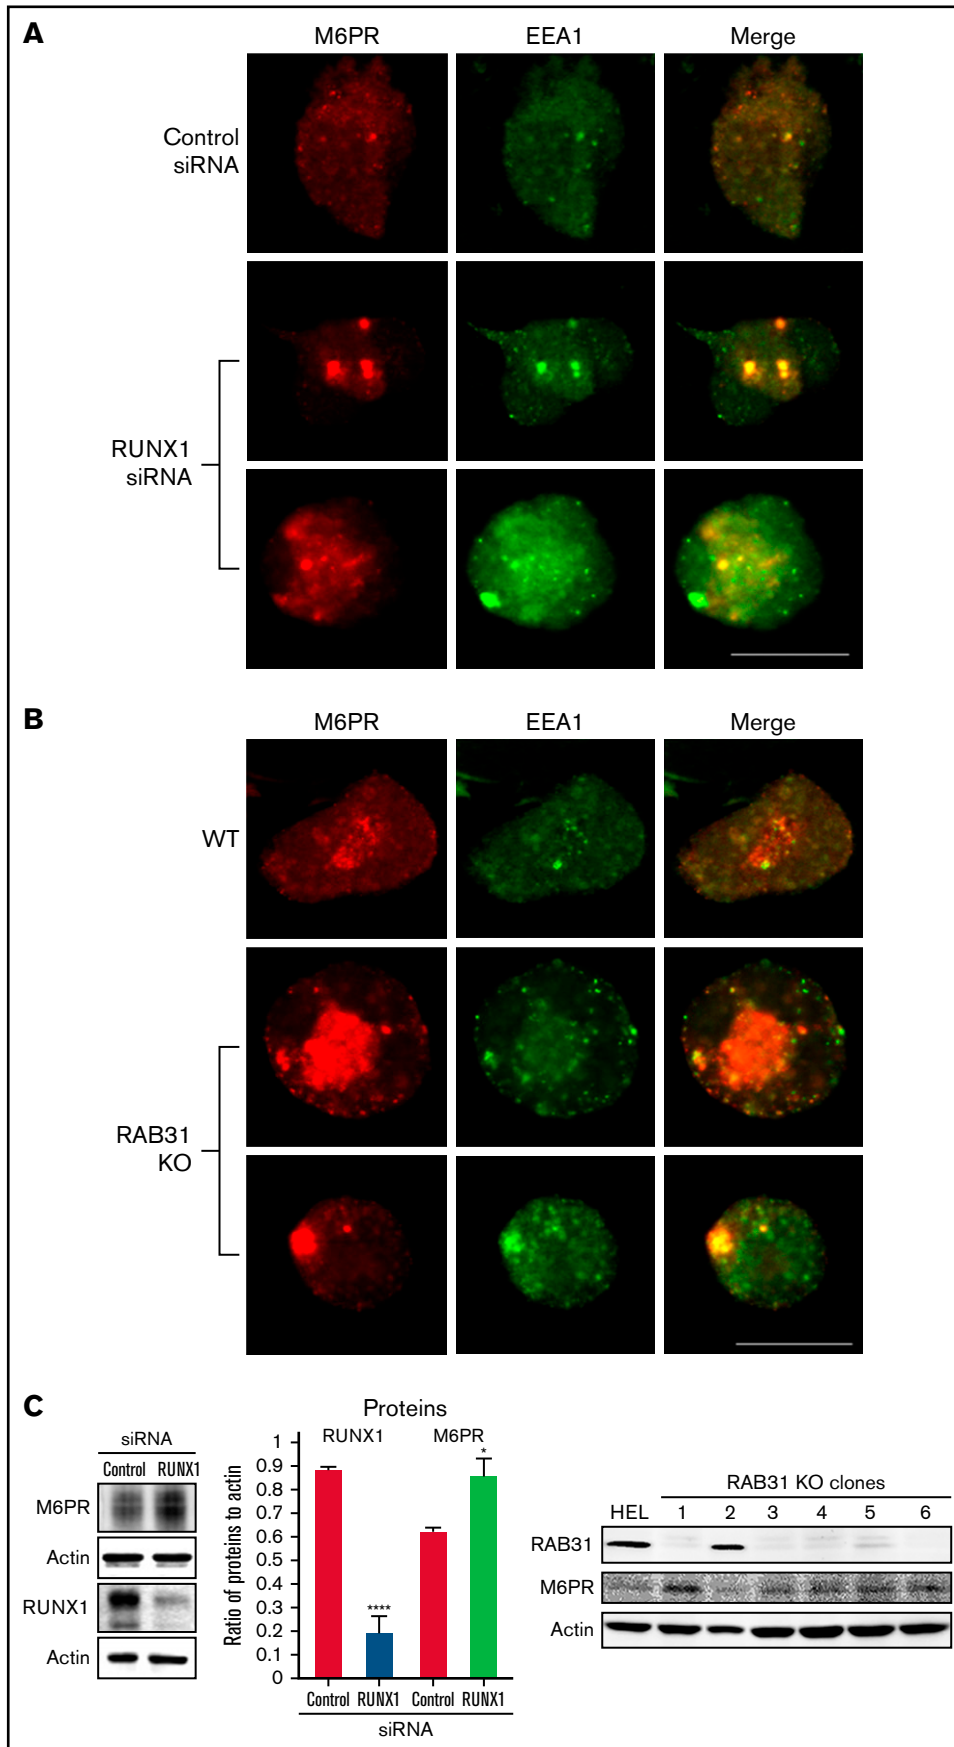 A
M6PR EEA1 Merge
Control
siRNA
RUNX1
siRNA
B
M6PR EEA1 Merge
WT
RAB31
KO
C
siRNA
Control RUNX1
M6PR
Actin
RUNX1
Actin
Proteins
RUNX1 M6PR
Ratio of proteins to actin
1
0.9
0.8
0.7
0.6
0.5
0.4
0.3
0.2
0.1
0
****
*
Control RUNX1 Control RUNX1
siRNA
RAB31 KO clones
HEL 1 2 3 4 5 6
RAB31
M6PR
Actin